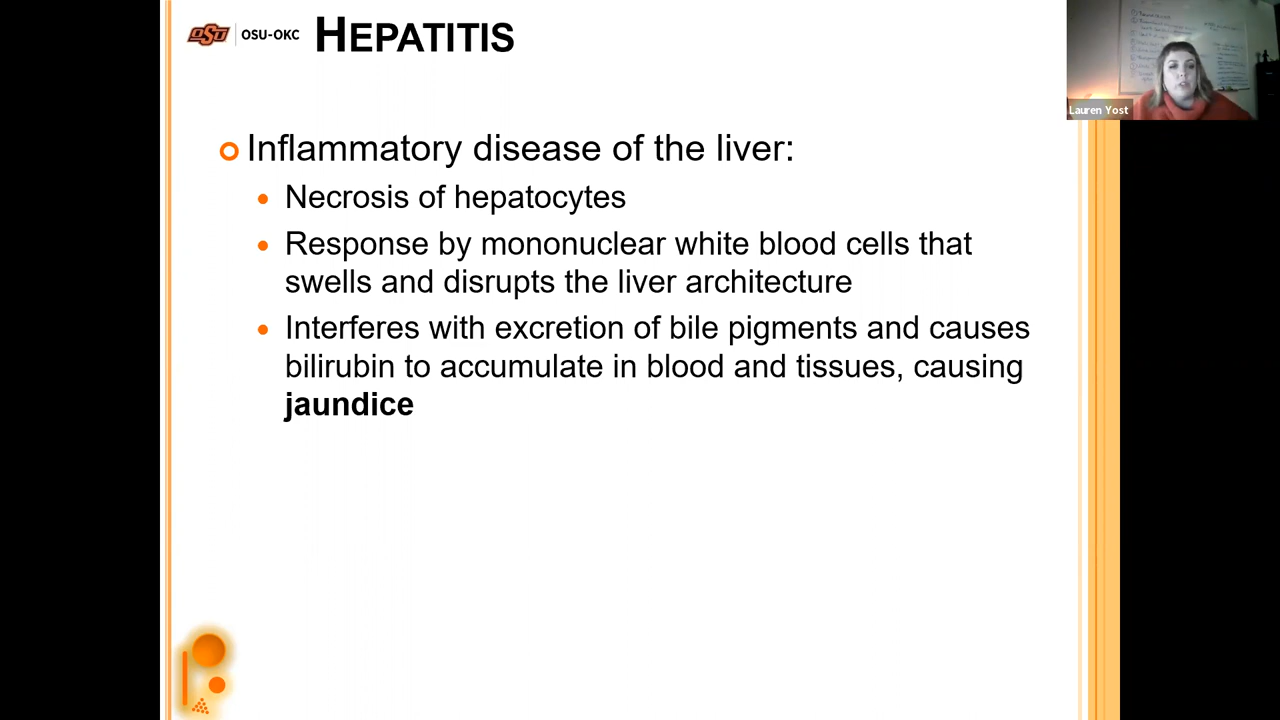 OSU OSU-OKC HEPATITIS
Lauren Yost
Inflammatory disease of the liver:
Necrosis of hepatocytes
Response by mononuclear white blood cells that
swells and disrupts the liver architecture
Interferes with excretion of bile pigments and causes
bilirubin to accumulate in blood and tissues, causing
jaundice